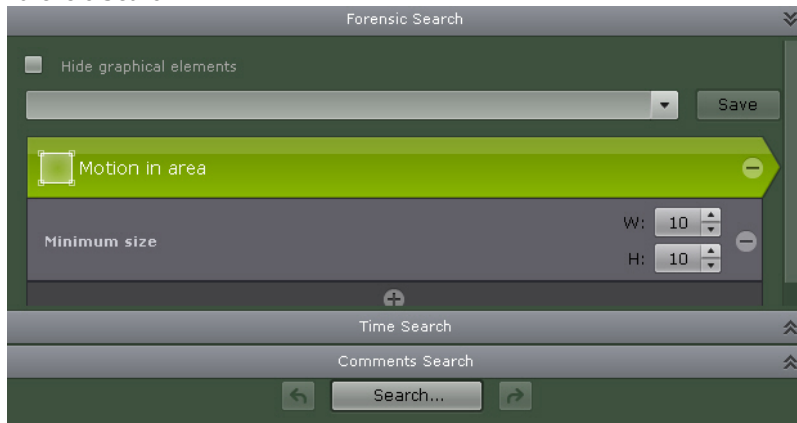 Forensic Search
Hide graphical elements
Save
Motion in area
W: 10
Minimum size
H: 10
Time Search
Comments Search
Search...